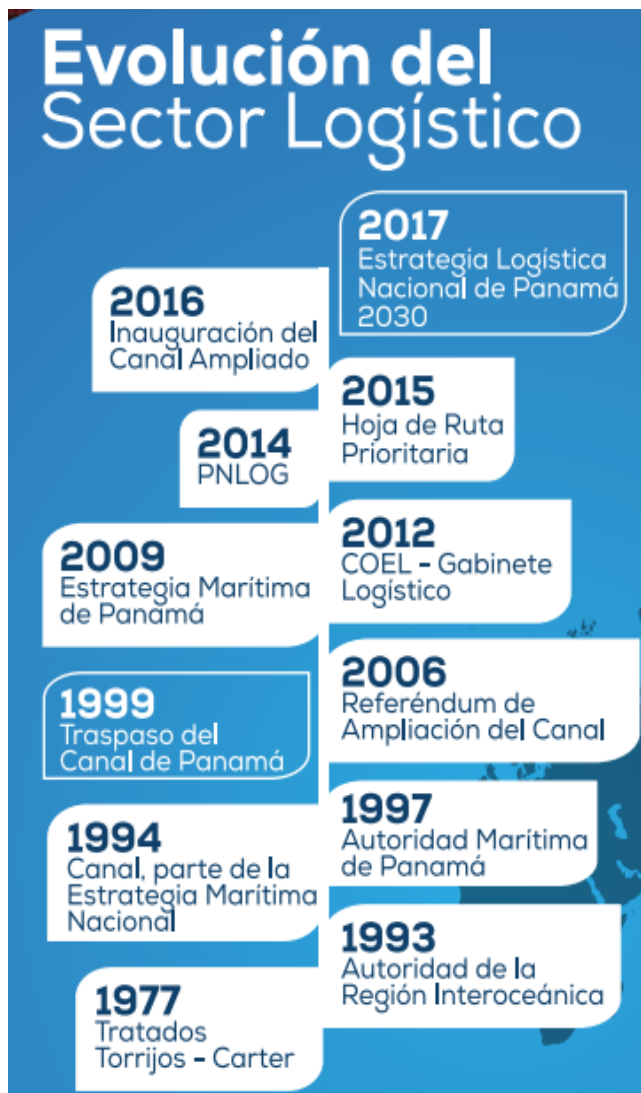 Evolución del
Sector Logístico
2017
Estrategia Logística
Nacional de Panamá
2030
2016
Inauguración del
Canal Ampliado
2015
Hoja de Ruta
Prioritaria
2014
PNLOG
2012
COEL - Gabinete
Logístico
2009
Estrategia Marítima
de Panamá
2006
Referéndum de
Ampliación del Canal
1999
Traspaso del
Canal de Panamá
1997
Autoridad Marítima
de Panamá
1994
Canal, parte de la
Estrategia Marítima
Nacional
1993
Autoridad de la
Región Interoceánica
1977
Tratados
Torrijos - Carter